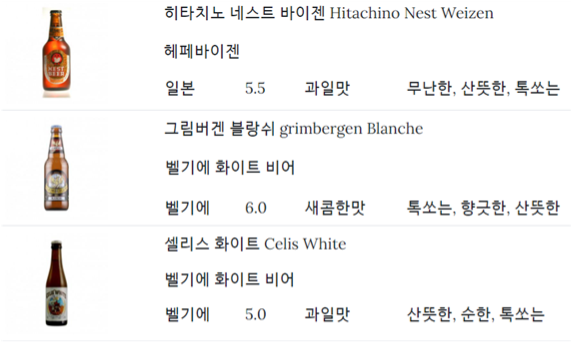 히타치노 네스트 바이젠 Hitachino Nest Weizen
헤페바이젠
일본 5.5 과일맛 무난한, 산뜻한, 톡쏘는
그림버겐 블랑쉬 grimbergen Blanche
벨기에 화이트 비어
벨기에 6.0 새콤한맛 톡쏘는, 향긋한, 산뜻한
셀리스 화이트 Celis White
벨기에 화이트 비어
벨기에 5.0 과일맛 산뜻한, 순한, 톡쏘는